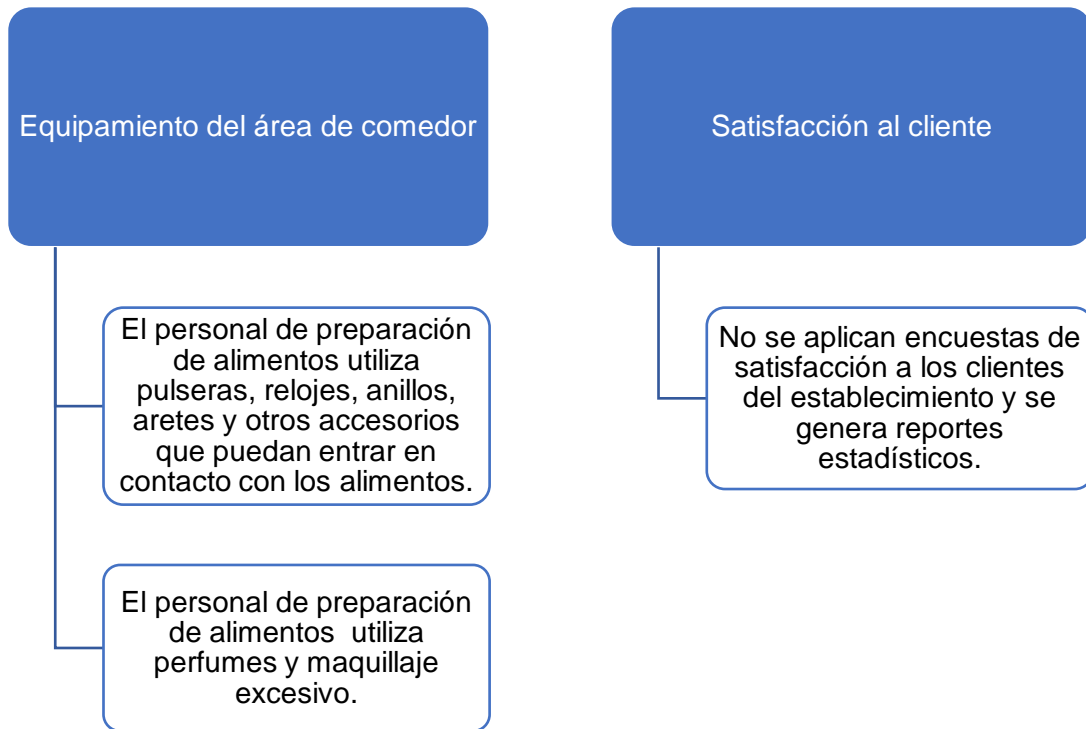 Equipamiento del área de comedor
El personal de preparación
de alimentos utiliza
pulseras, relojes, anillos,
aretes y otros accesorios
que puedan entrar en
contacto con los alimentos.
El personal de preparación
de alimentos utiliza
perfumes y maquillaje
excesivo.
Satisfacción al cliente
No se aplican encuestas de
satisfacción a los clientes
del establecimiento y se
genera reportes
estadísticos.